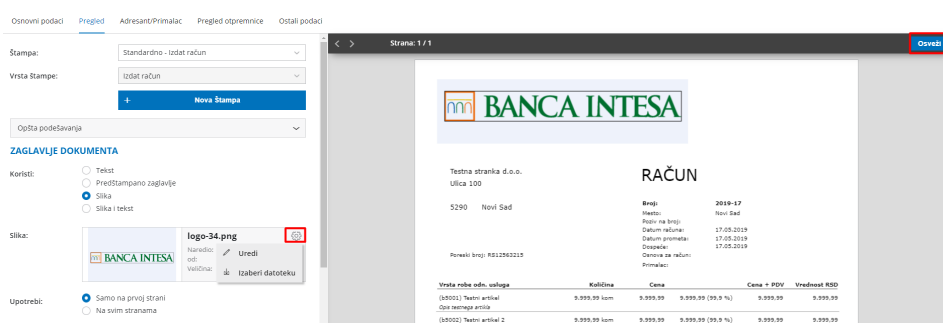 Osnovni podaci Pregled Adresant/Primalac Pregled otpremnice Ostali podaci
Štampa: Standardno - Izdat račun
Vrsta štampe: Izdat račun
+ Nova Štampa
Opšta podešavanja
ZAGLAVLJE DOKUMENTA
Koristi: Tekst
Predštampano zaglavlje
Slika
Slika i tekst
Slika: logo-34.png
BANCA INTESA
Naredio:
od:
Veličina:
Uredi
Izaberi datoteku
Upotrebi: Samo na prvoj strani
Na svim stranama
< > Strana: 1 / 1 Osveži
BANCA INTESA
Testna stranka d.o.o.
Ulica 100
5290 Novi Sad
Poreski broj: RS12563215
RAČUN
Broj: 2019-17
Mesto: Novi Sad
Poziv na broj:
Datum računa: 17.05.2019
Datum prometa: 17.05.2019
Dospeće: 17.05.2019
Osnova za račun:
Primalac:
Vrsta robe odn. usluga Količina Cena Cena + PDV Vrednost RSD
(b5001) Testni artikel 9.999,99 kom 9.999,99 9.999,99 (99,9 %) 9.999,99 9.999,99
Opis testnega artikla
(b5002) Testni artikel 2 9.999,99 kom 9.999,99 9.999,99 (99,9 %) 9.999,99 9.999,99